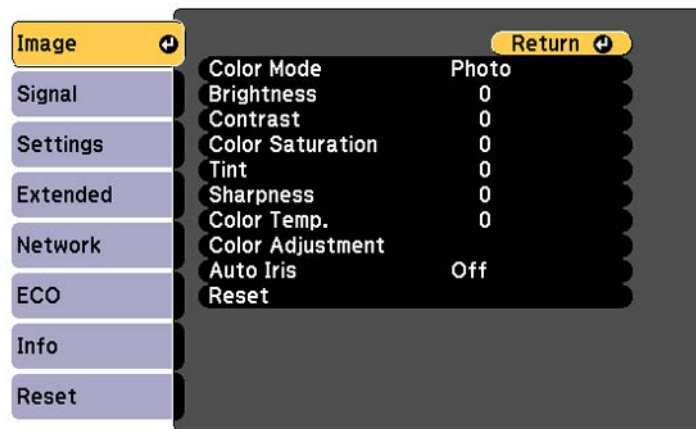 Image
Signal
Settings
Extended
Network
ECO
Info
Reset
Return
Color Mode Photo
Brightness 0
Contrast 0
Color Saturation 0
Tint 0
Sharpness 0
Color Temp. 0
Color Adjustment
Auto Iris Off
Reset